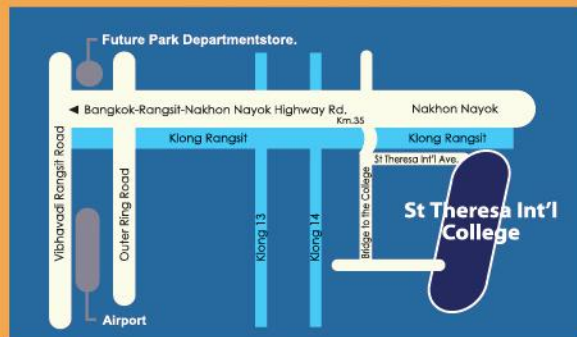 Future Park Departmentstore.
Bangkok-Rangsit-Nakhon Nayok Highway Rd.
Nakhon Nayok
Km.35
Klong Rangsit
Klong Rangsit
St Theresa Int'l Ave.
Vibhavadi Rangsit Road
Outer Ring Road
Klong 13
Klong 14
Bridge to the College
St Theresa Int'l
College
Airport